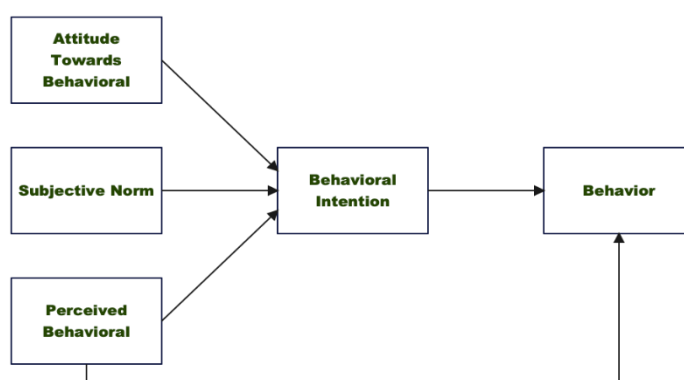 Attitude
Towards
Behavioral
Subjective Norm
Behavioral
Intention
Behavior
Perceived
Behavioral